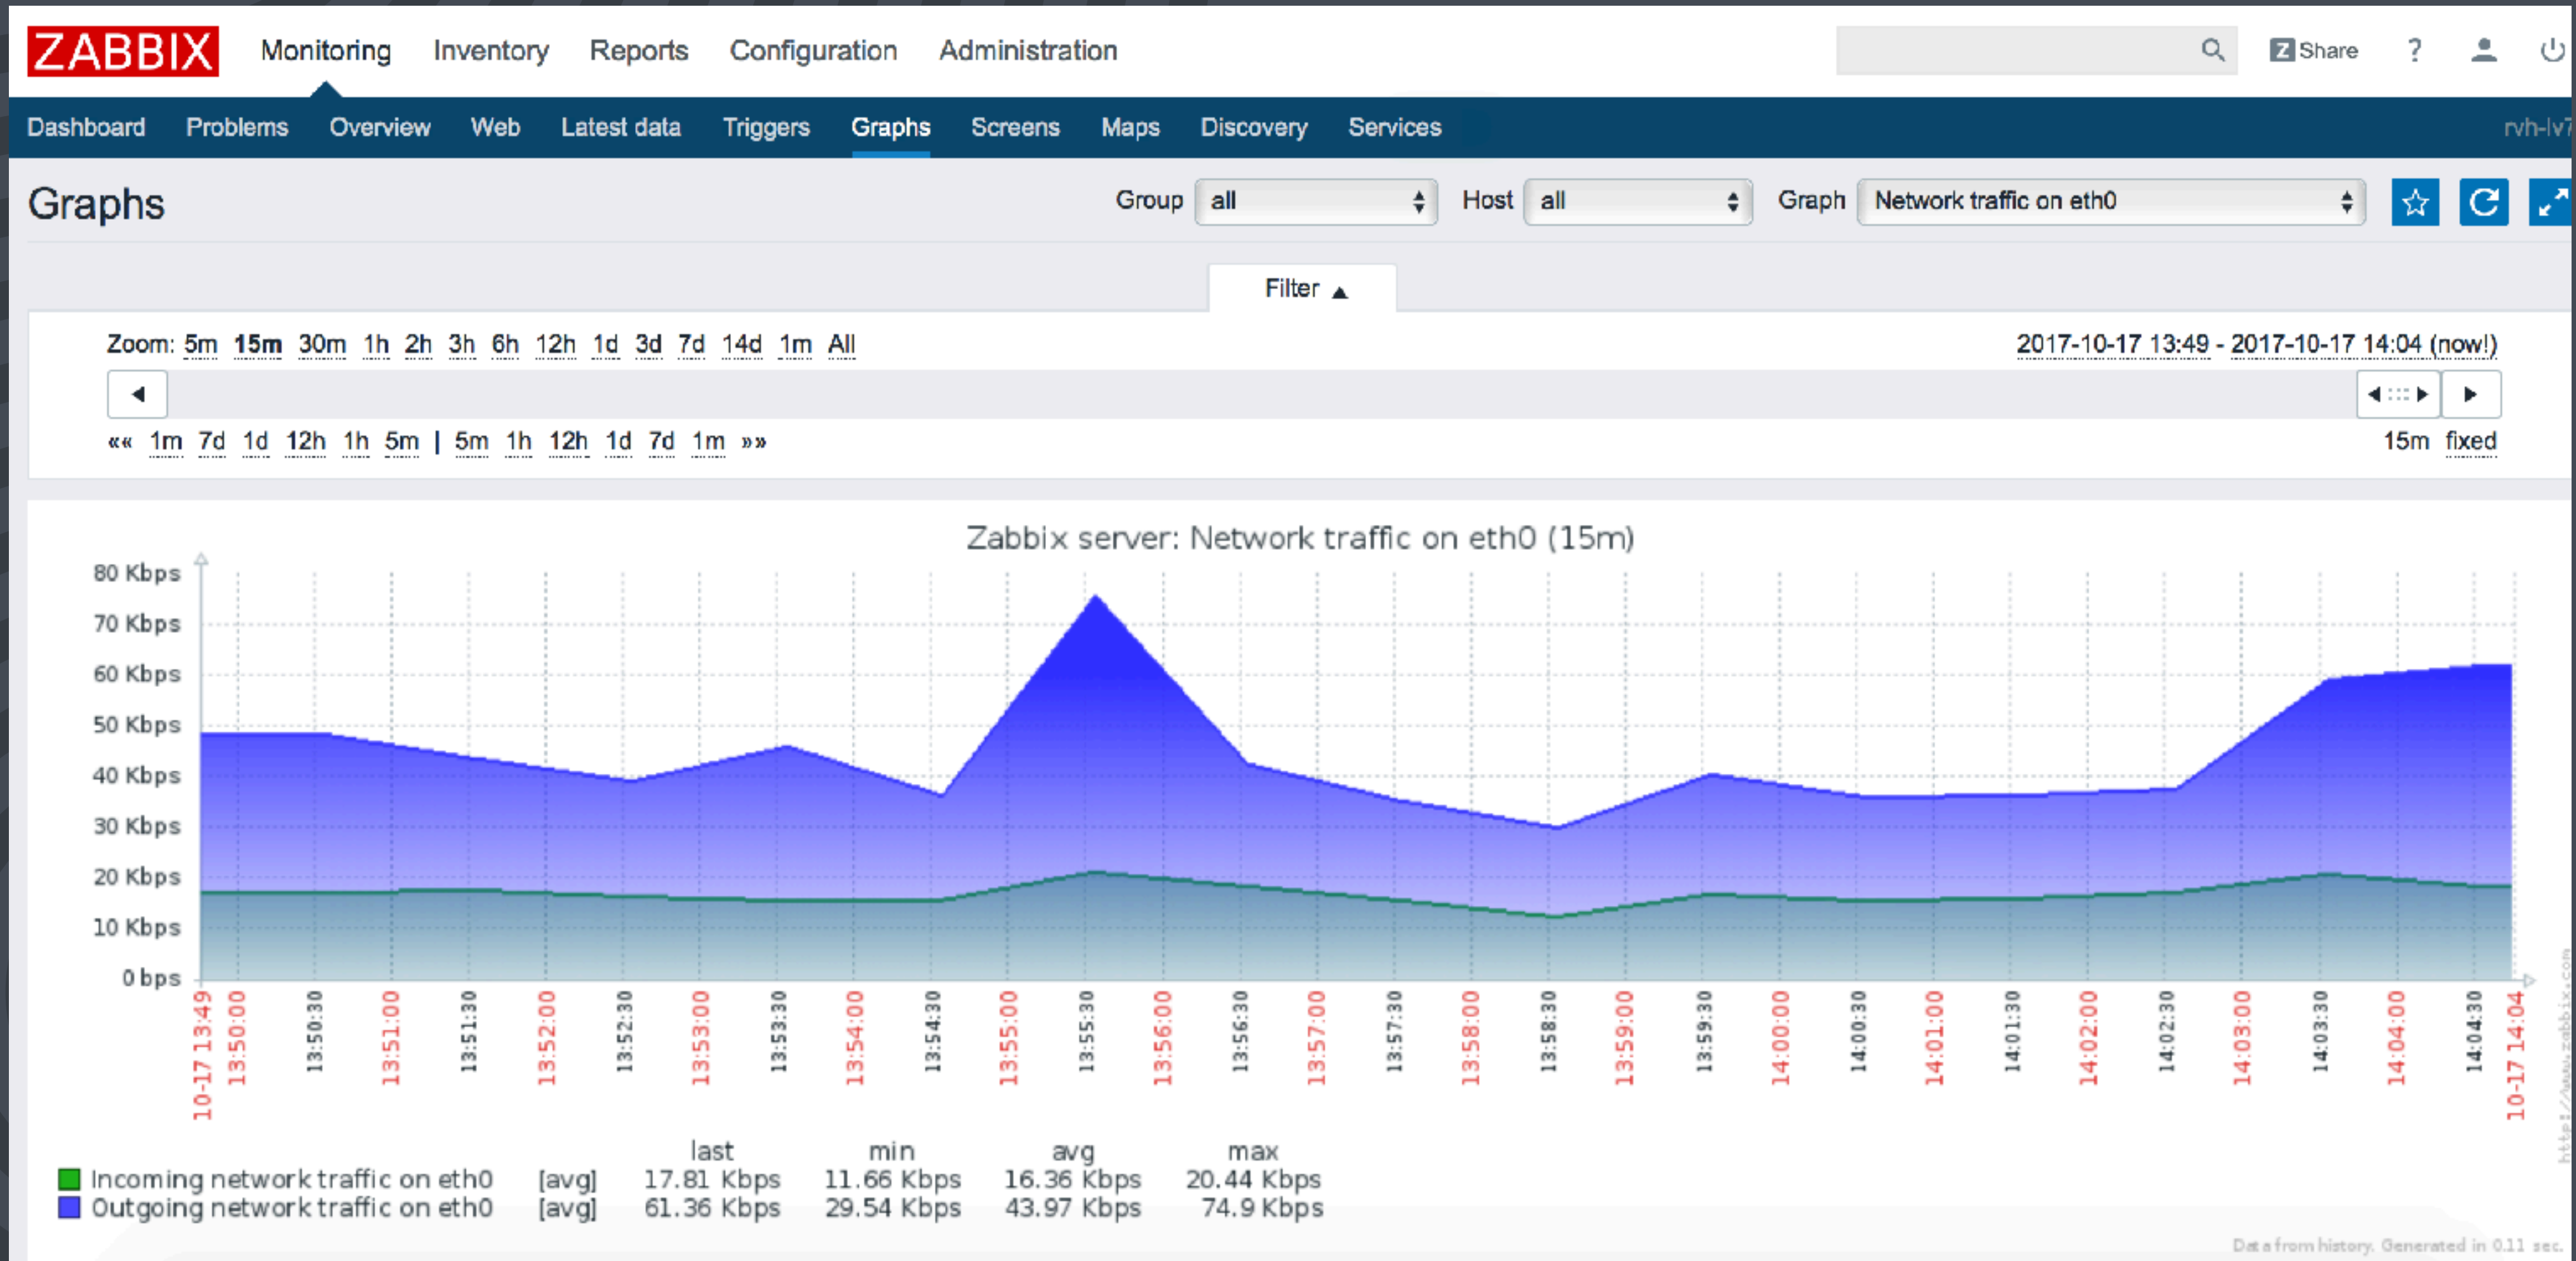 ZABBIX Monitoring Inventory Reports Configuration Administration Z Share ?
Dashboard Problems Overview Web Latest data Triggers Graphs Screens Maps Discovery Services
Graphs Group all Host all Graph Network traffic on eth0
Filter ▲
Zoom: 5m 15m 30m 1h 2h 3h 6h 12h 1d 3d 7d 14d 1m All 2017-10-17 13:49 - 2017-10-17 14:04 (now!)
«« 1m 7d 1d 12h 1h 5m | 5m 1h 12h 1d 7d 1m »» 15m fixed
Zabbix server: Network traffic on eth0 (15m)
80 Kbps
70 Kbps
60 Kbps
50 Kbps
40 Kbps
30 Kbps
20 Kbps
10 Kbps
0 bps
10-17 13:49
13:50:00
13:50:30
13:51:00
13:51:30
13:52:00
13:52:30
13:53:00
13:53:30
13:54:00
13:54:30
13:55:00
13:55:30
13:56:00
13:56:30
13:57:00
13:57:30
13:58:00
13:58:30
13:59:00
13:59:30
14:00:00
14:00:30
14:01:00
14:01:30
14:02:00
14:02:30
14:03:00
14:03:30
14:04:00
14:04:30
10-17 14:04
http://www.zabbix.com
last min avg max
Incoming network traffic on eth0 [avg] 17.81 Kbps 11.66 Kbps 16.36 Kbps 20.44 Kbps
Outgoing network traffic on eth0 [avg] 61.36 Kbps 29.54 Kbps 43.97 Kbps 74.9 Kbps
Data from history. Generated in 0.11 sec.